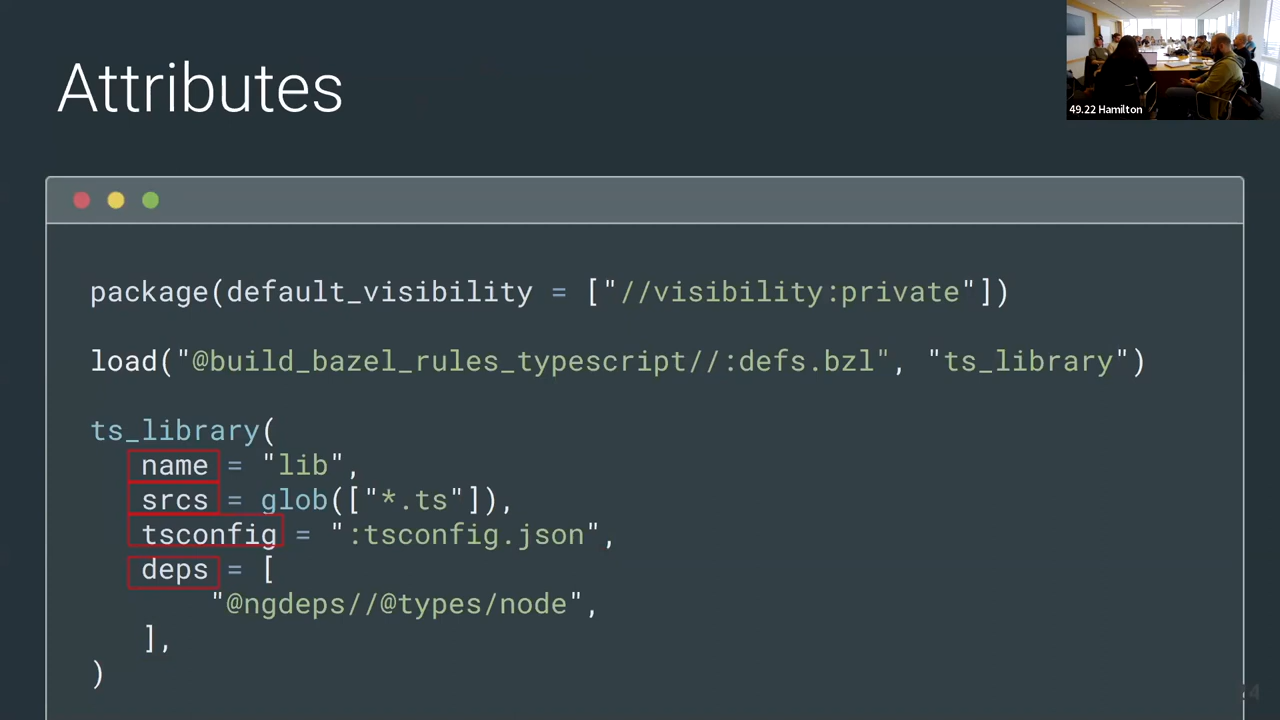 Attributes
49.22 Hamilton
package(default_visibility = ["//visibility:private"])
load("@build_bazel_rules_typescript//:defs.bzl", "ts_library")
ts_library(
name = "lib",
srcs = glob(["*.ts"]),
tsconfig = ":tsconfig.json",
deps = [
"@ngdeps//@types/node",
],
)